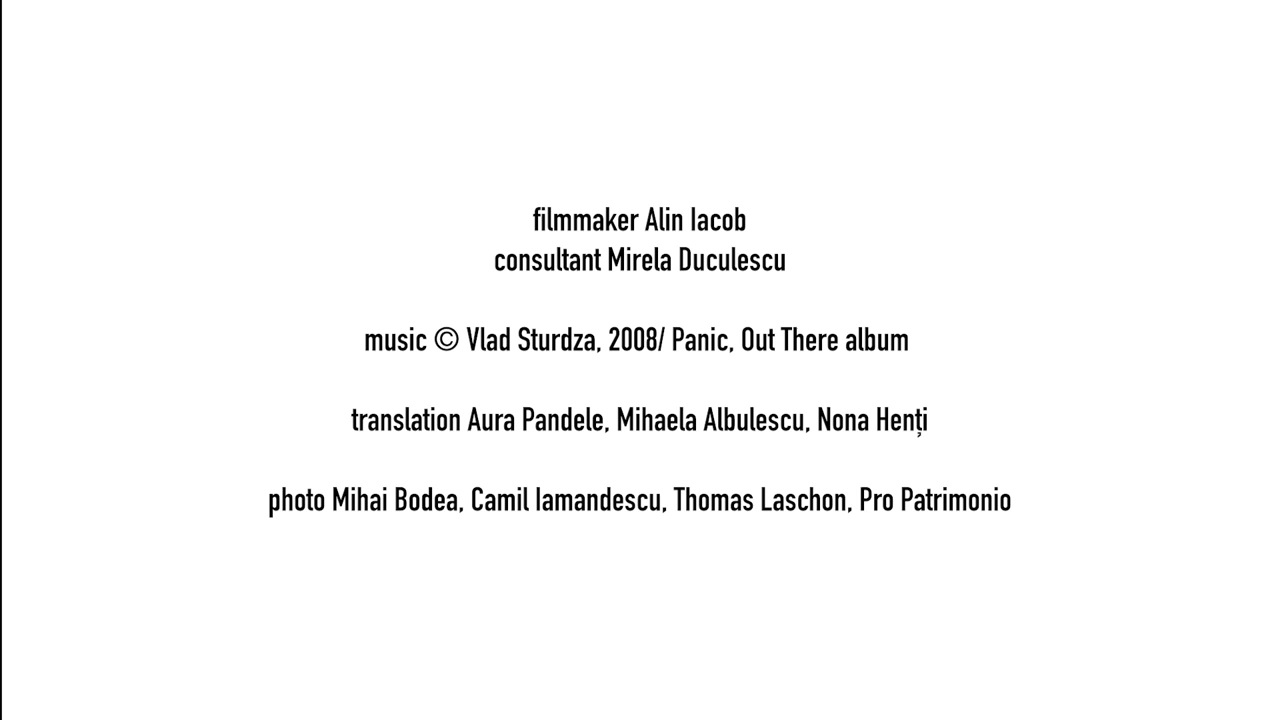 filmmaker Alin Iacob
consultant Mirela Duculescu
music © Vlad Sturdza, 2008/ Panic, Out There album
translation Aura Pandele, Mihaela Albulescu, Nona Henți
photo Mihai Bodea, Camil Iamandescu, Thomas Laschon, Pro Patrimonio